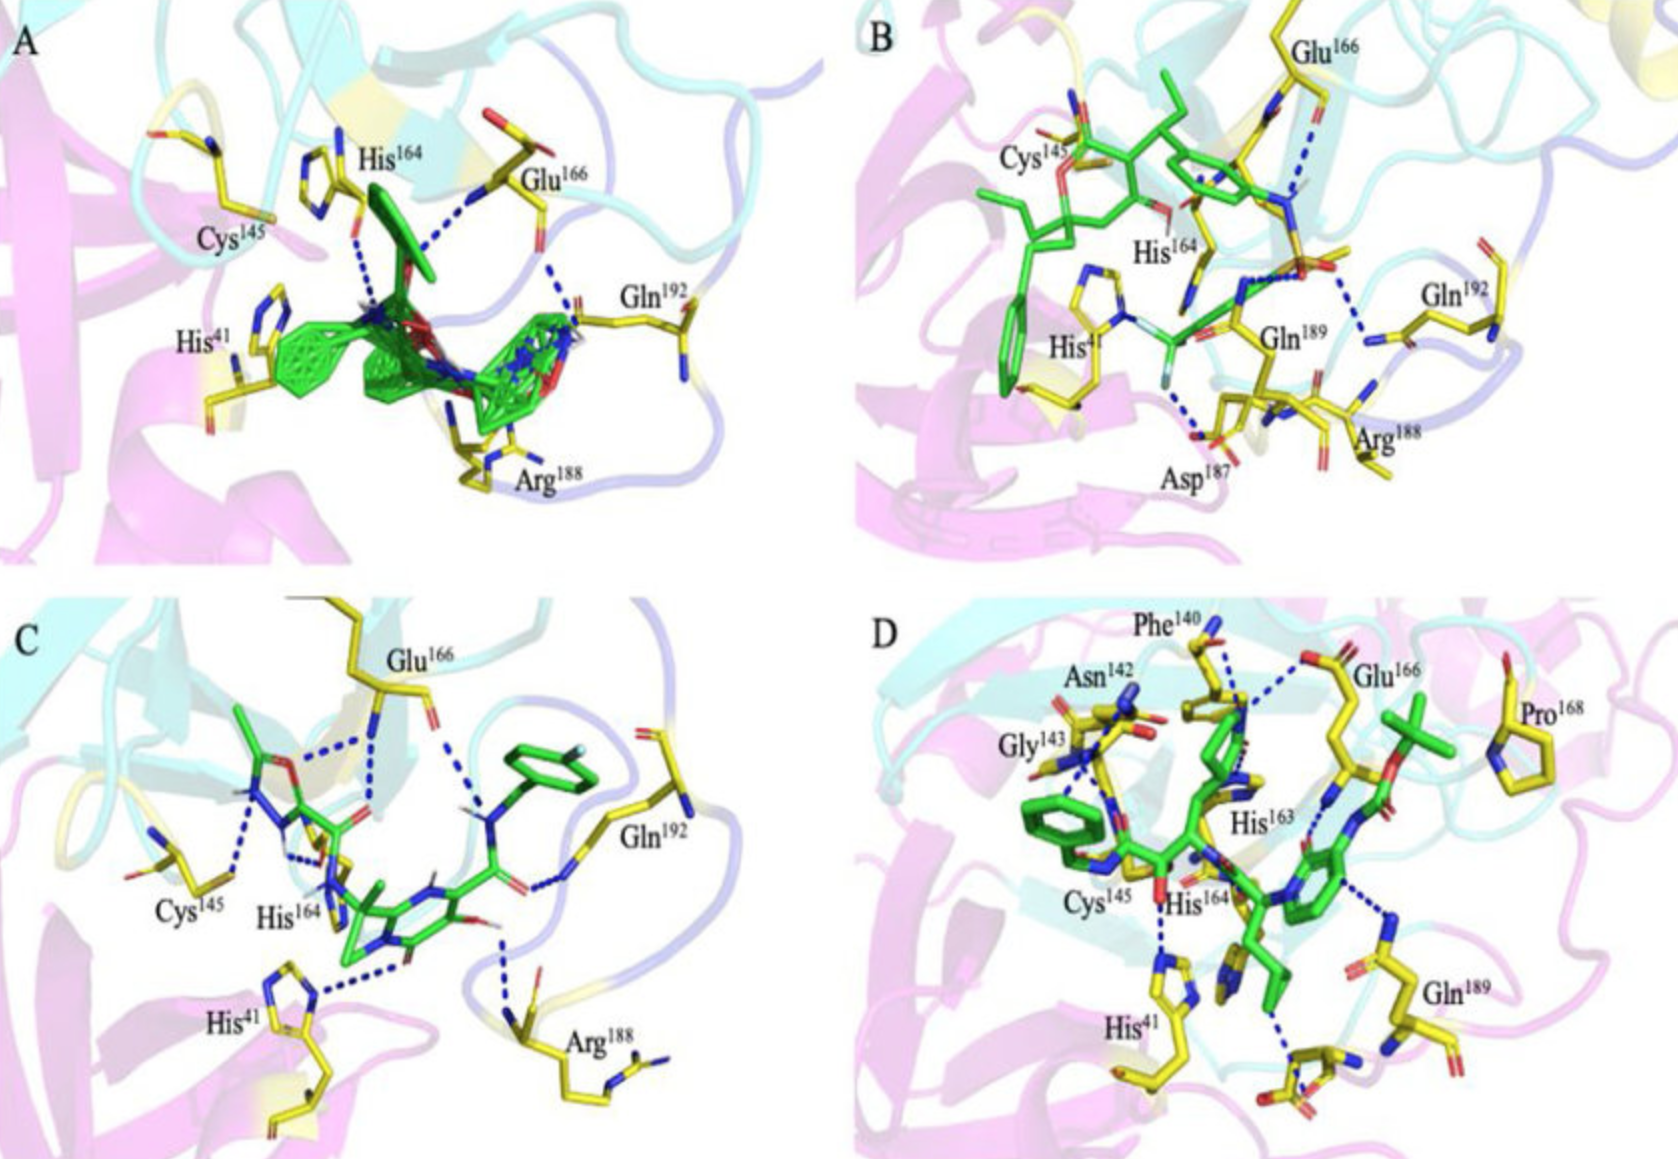 A
His¹⁶⁴
Glu¹⁶⁶
Cys¹⁴⁵
Gln¹⁹²
His⁴¹
Arg¹⁸⁸
B
Glu¹⁶⁶
Cys¹⁴⁵
His¹⁶⁴
Gln¹⁹²
Gln¹⁸⁹
His⁴¹
Arg¹⁸⁸
Asp¹⁸⁷
C
Glu¹⁶⁶
Gln¹⁹²
Cys¹⁴⁵
His¹⁶⁴
His⁴¹
Arg¹⁸⁸
D
Phe¹⁴⁰
Asn¹⁴²
Glu¹⁶⁶
Pro¹⁶⁸
Gly¹⁴³
His¹⁶³
Cys¹⁴⁵
His¹⁶⁴
Gln¹⁸⁹
His⁴¹